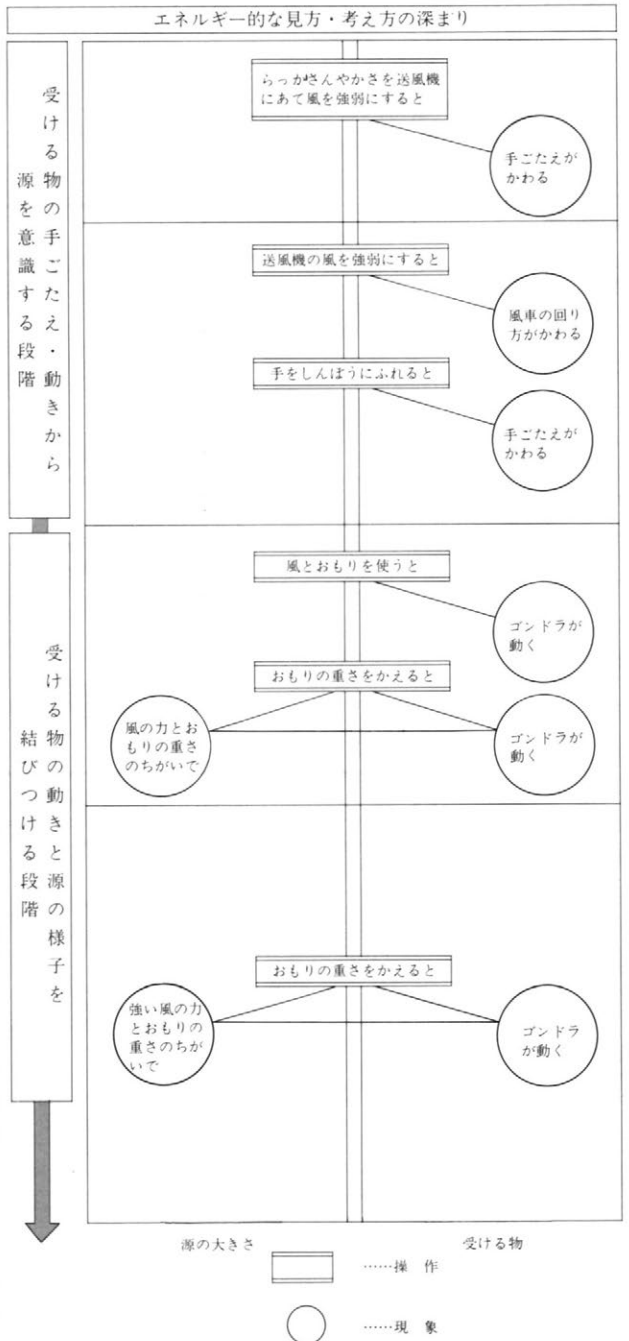 エネルギー的な見方・考え方の深まり
受ける物の手ごたえ・動きから
源を意識する段階
らっかさんやかさを送風機
にあて風を強弱にすると
手ごたえが
かわる
送風機の風を強弱にすると
風車の回り
方がかわる
手をしんぼうにふれると
手ごたえが
かわる
受ける物の動きと源の様子を
結びつける段階
風とおもりを使うと
ゴンドラが
動く
おもりの重さをかえると
風の力とお
もりの重さ
のちがいで
ゴンドラが
動く
おもりの重さをかえると
強い風の力
とおもりの
重さのちが
いで
ゴンドラ
が動く
源の大きさ
受ける物
……操　作
……現　象